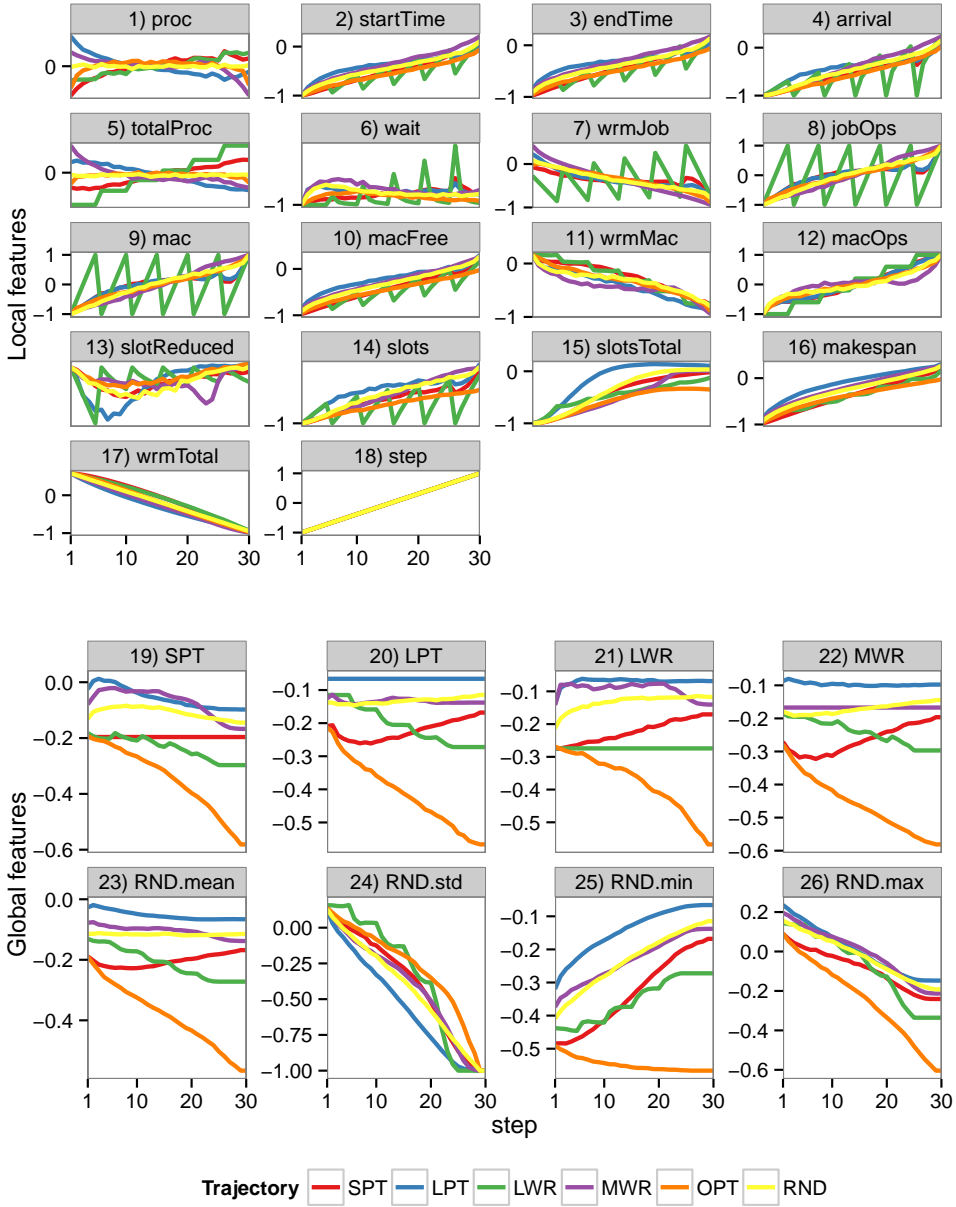 1) proc 2) startTime 3) endTime 4) arrival
0 0 0 0
−1 −1 −1
5) totalProc 6) wait 7) wrmJob 8) jobOps
0 −1 0 −1 1 0 −1
9) mac 10) macFree 11) wrmMac 12) macOps
1 0 −1 0 −1 0 −1 1 0 −1
13) slotReduced 14) slots 15) slotsTotal 16) makespan
−1 0 −1 0 −1
17) wrmTotal 18) step
0 −1 1 0 −1
1 10 20 30 1 10 20 30
Local features
19) SPT 20) LPT 21) LWR 22) MWR
0.0 −0.2 −0.4 −0.6
−0.1 −0.2 −0.3 −0.4 −0.5
−0.1 −0.2 −0.3 −0.4 −0.5
−0.1 −0.2 −0.3 −0.4 −0.5 −0.6
23) RND.mean 24) RND.std 25) RND.min 26) RND.max
0.0 −0.2 −0.4
0.00 −0.25 −0.50 −0.75 −1.00
−0.1 −0.2 −0.3 −0.4 −0.5
0.2 0.0 −0.2 −0.4 −0.6
1 10 20 30 1 10 20 30 1 10 20 30 1 10 20 30
Global features
step
Trajectory SPT LPT LWR MWR OPT RND